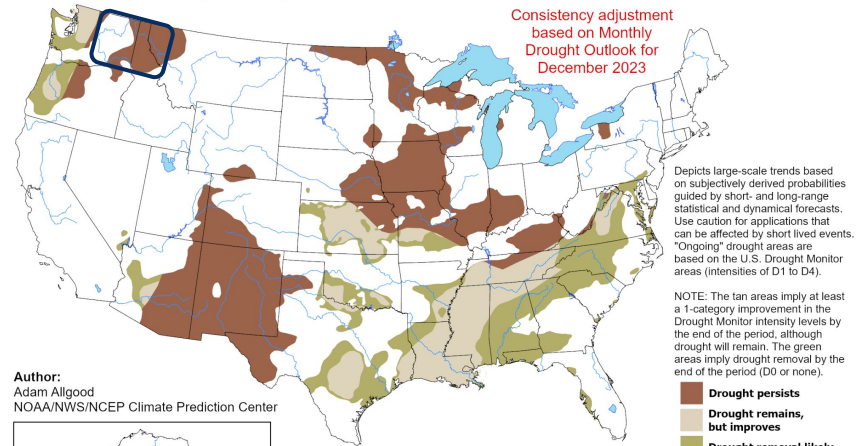 Consistency adjustment
based on Monthly
Drought Outlook for
December 2023
Depicts large-scale trends based
on subjectively derived probabilities
guided by short- and long-range
statistical and dynamical forecasts.
Use caution for applications that
can be affected by short lived events.
"Ongoing" drought areas are
based on the U.S. Drought Monitor
areas (intensities of D1 to D4).
NOTE: The tan areas imply at least
a 1-category improvement in the
Drought Monitor intensity levels by
the end of the period, although
drought will remain. The green
areas imply drought removal by the
end of the period (D0 or none).
Author:
Adam Allgood
NOAA/NWS/NCEP Climate Prediction Center
Drought persists
Drought remains,
but improves
Drought removal likely